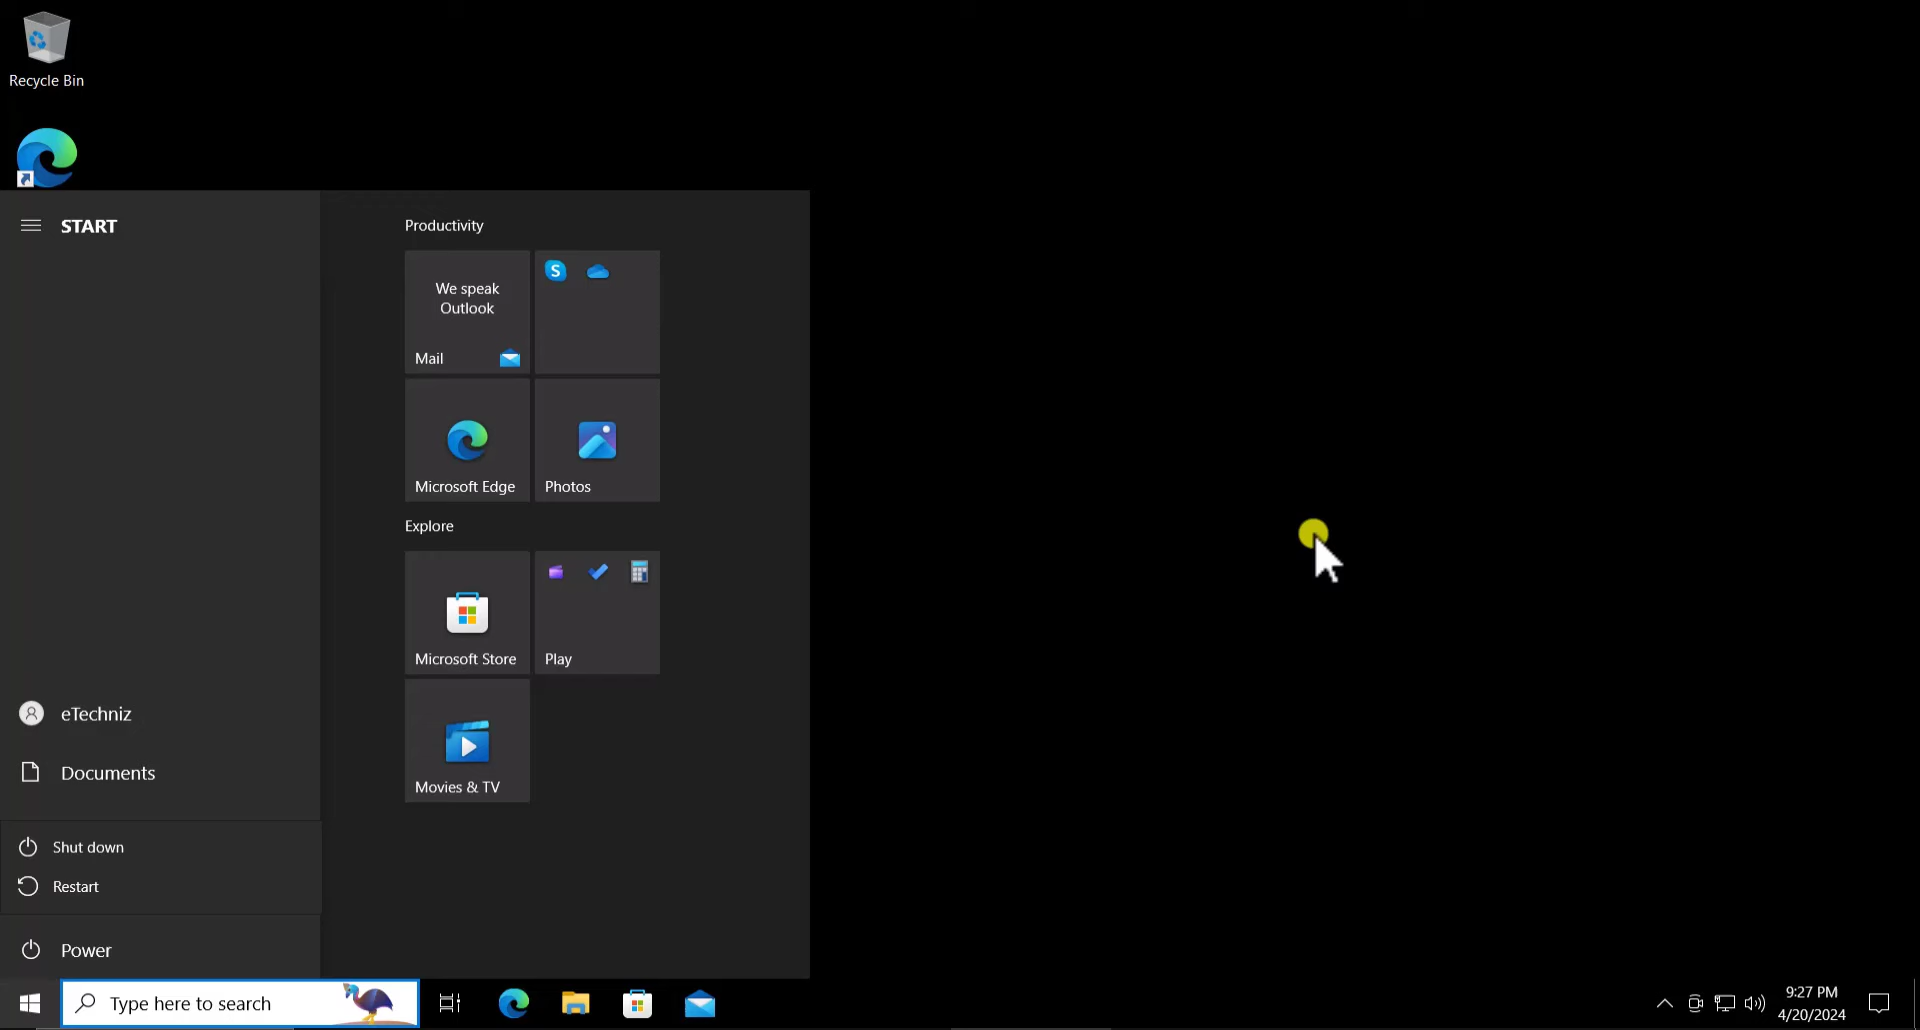 Recycle Bin
START
Productivity
We speak
Outlook
Mail
S
Microsoft Edge
Photos
Explore
Microsoft Store
Play
Movies & TV
eTechniz
Documents
Shut down
Restart
Power
Type here to search
9:27 PM
4/20/2024